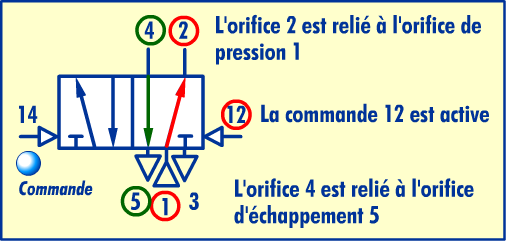 4 2 L'orifice 2 est relié à l'orifice de
pression 1
14 12 La commande 12 est active
Commande
5 1 3 L'orifice 4 est relié à l'orifice
d'échappement 5